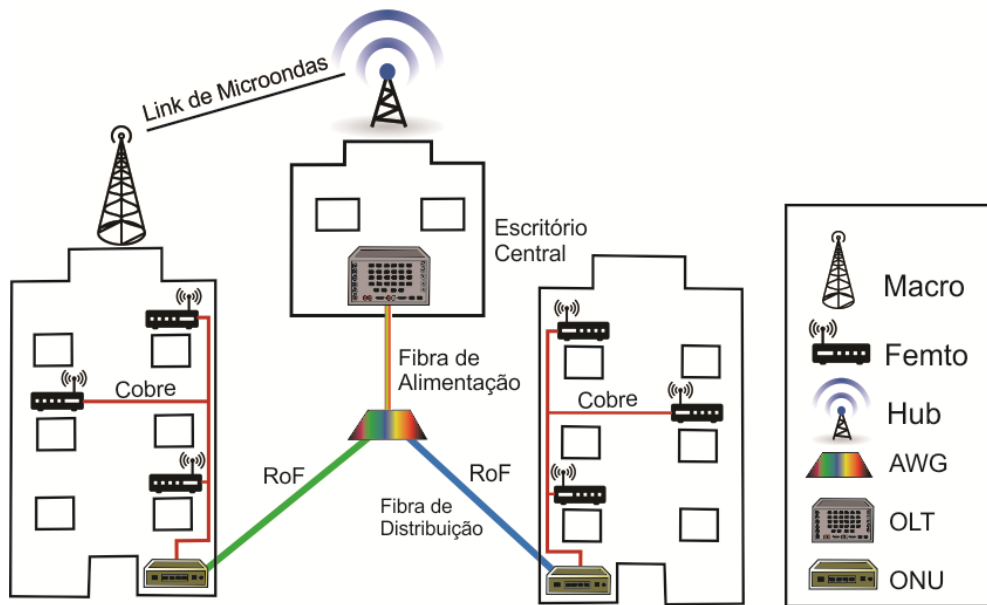 Link de Microondas
Escritório
Central
Fibra de
Alimentação
Cobre
Cobre
RoF
RoF
Fibra de
Distribuição
Macro
Femto
Hub
AWG
OLT
ONU